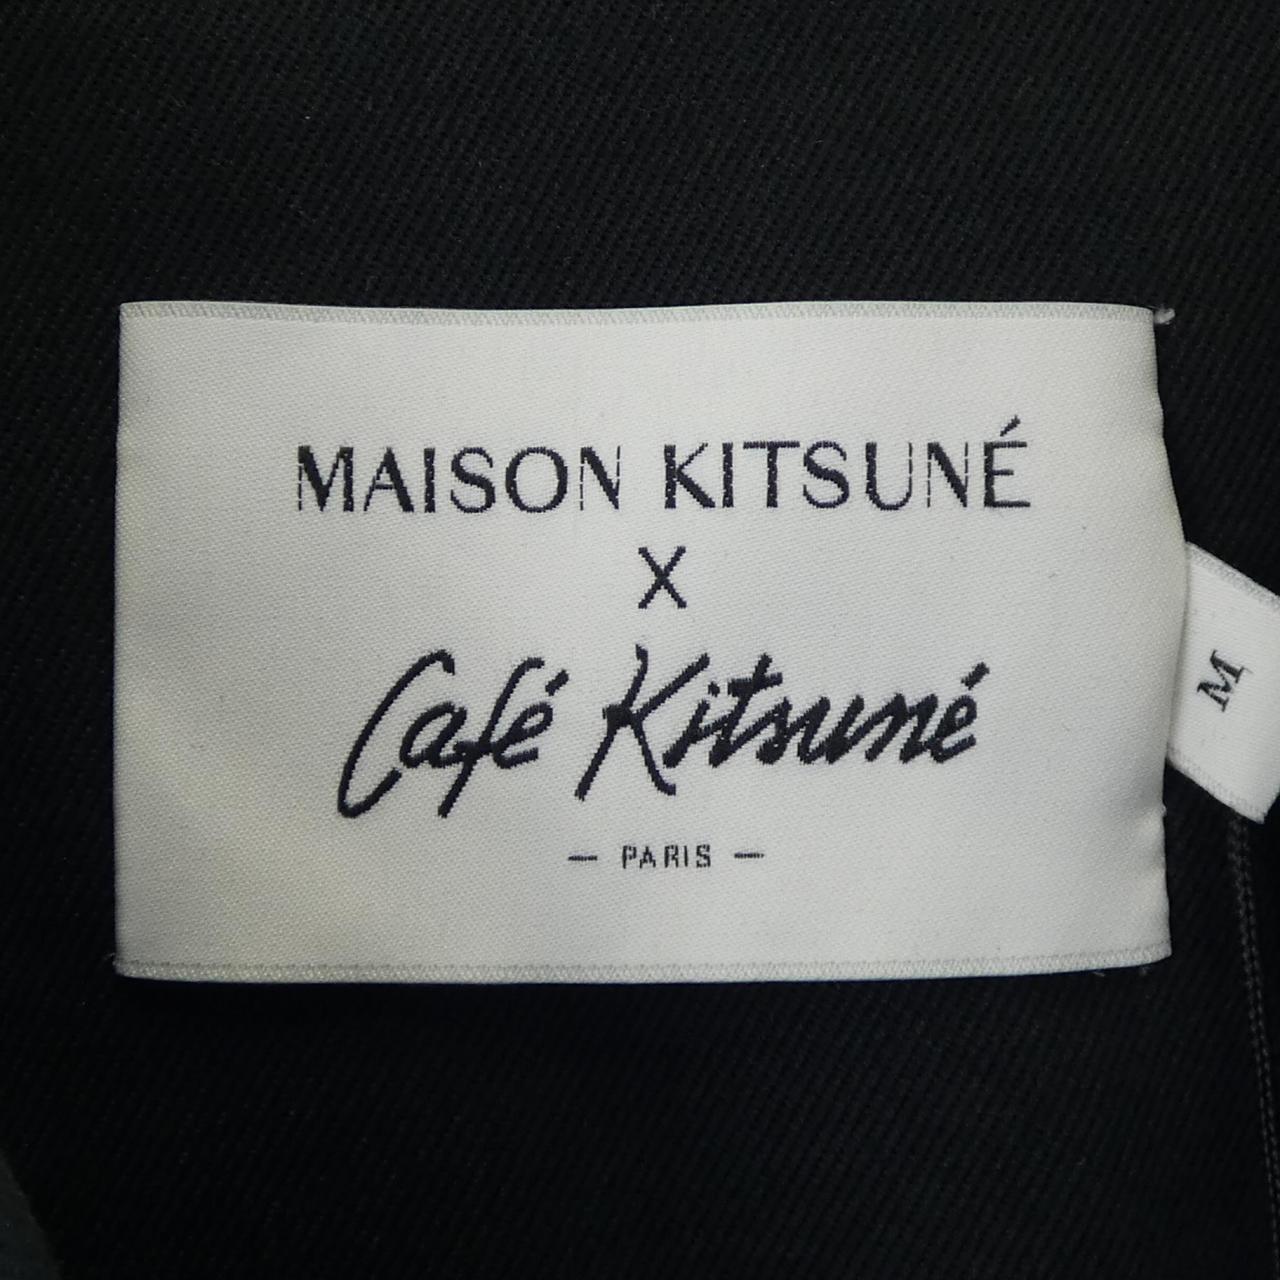 MAISON KITSUNÉ
X
Café Kitsuné
— PARIS —
M